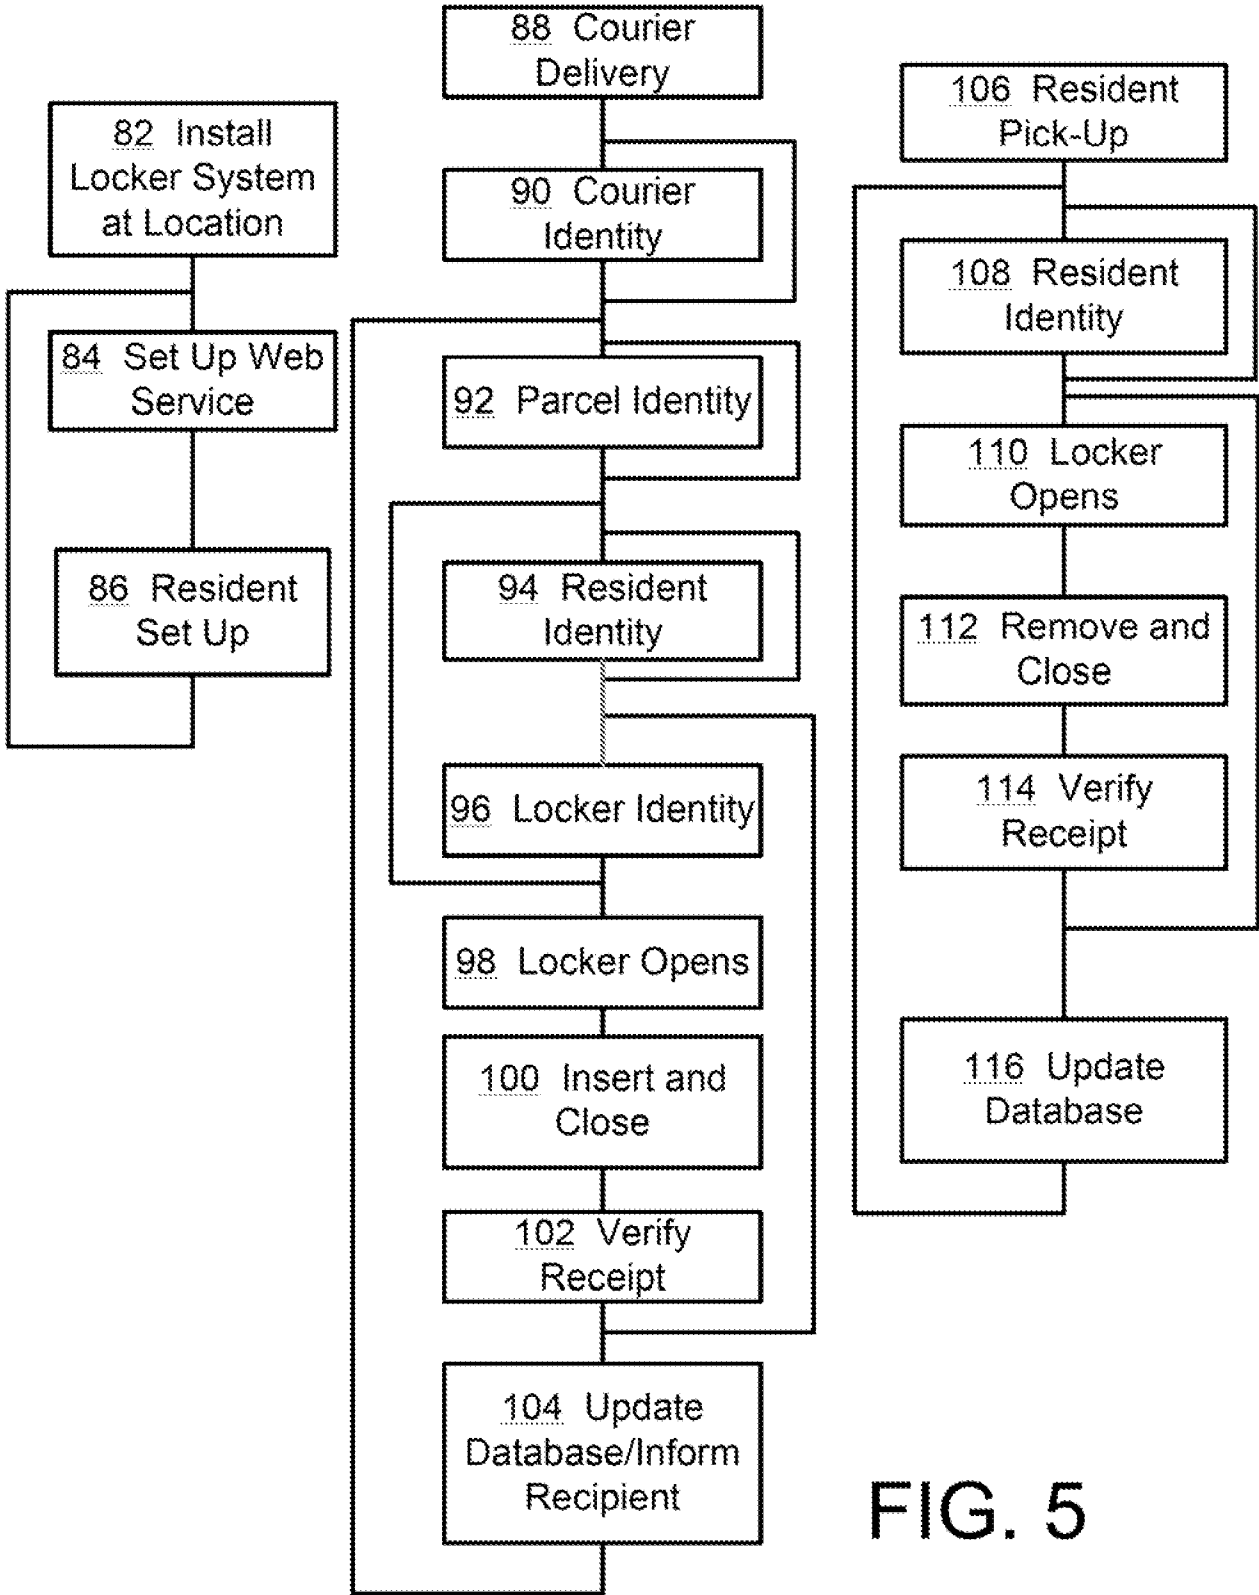 82 Install
Locker System
at Location
84 Set Up Web
Service
86 Resident
Set Up
88 Courier
Delivery
90 Courier
Identity
92 Parcel Identity
94 Resident
Identity
96 Locker Identity
98 Locker Opens
100 Insert and
Close
102 Verify
Receipt
104 Update
Database/Inform
Recipient
106 Resident
Pick-Up
108 Resident
Identity
110 Locker
Opens
112 Remove and
Close
114 Verify
Receipt
116 Update
Database
FIG. 5